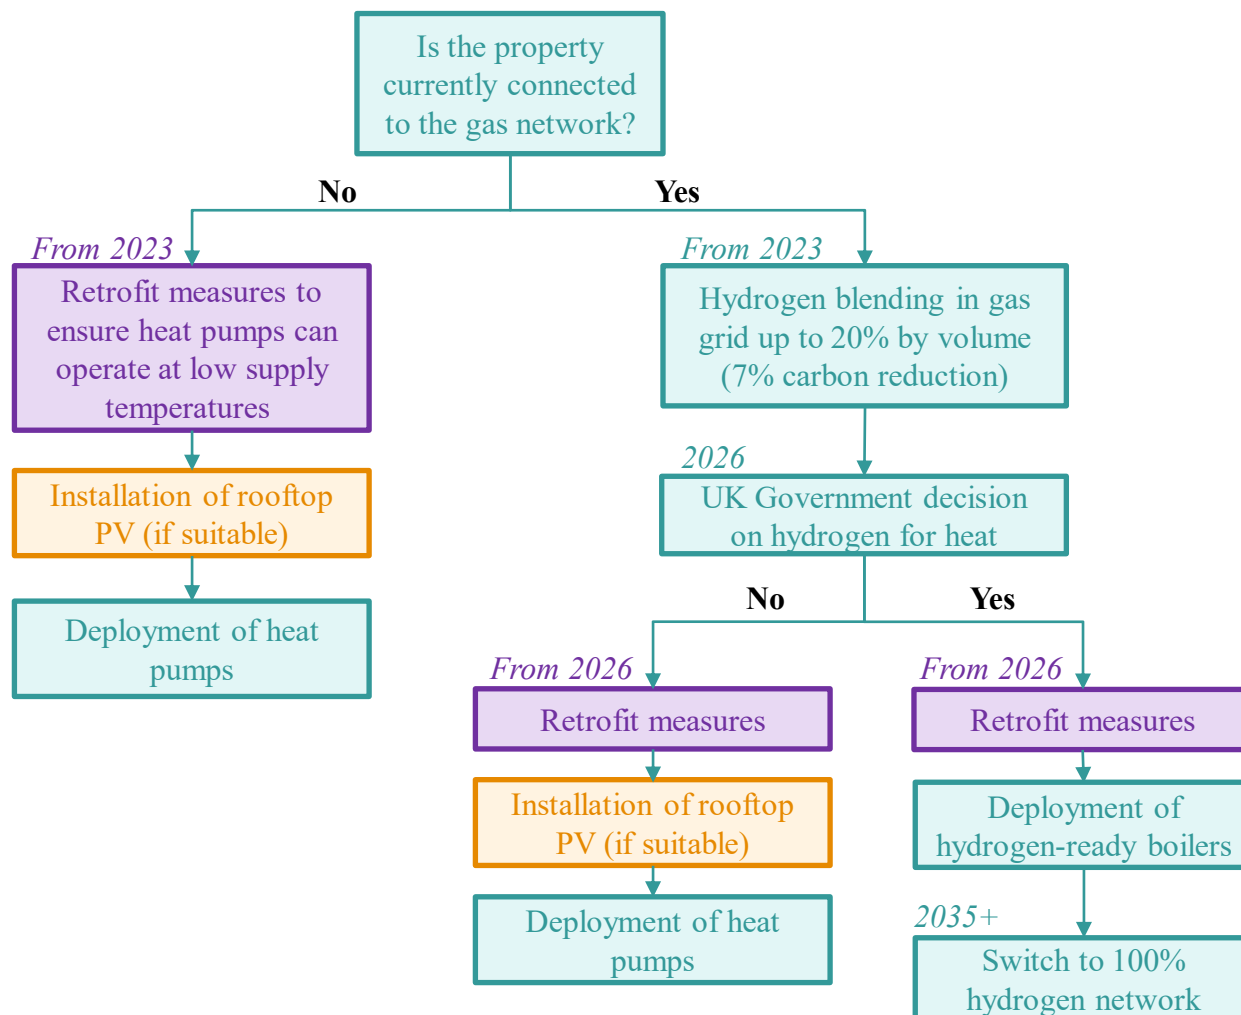 Is the property
currently connected
to the gas network?
No
Yes
From 2023
Retrofit measures to
ensure heat pumps can
operate at low supply
temperatures
Installation of rooftop
PV (if suitable)
Deployment of heat
pumps
From 2023
Hydrogen blending in gas
grid up to 20% by volume
(7% carbon reduction)
2026
UK Government decision
on hydrogen for heat
No
Yes
From 2026
Retrofit measures
Installation of rooftop
PV (if suitable)
Deployment of heat
pumps
From 2026
Retrofit measures
Deployment of
hydrogen-ready boilers
2035+
Switch to 100%
hydrogen network